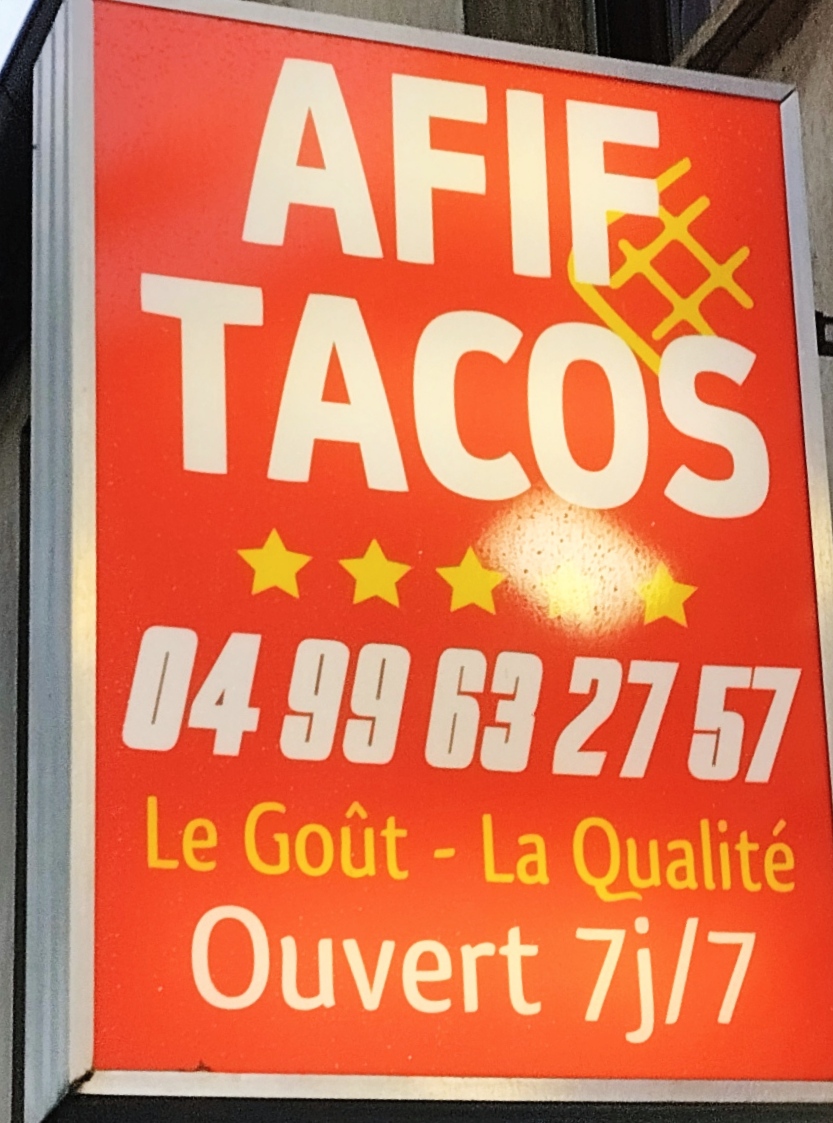 AFIF
TACOS
04 99 63 27 57
Le Goût - La Qualité
Ouvert 7j/7